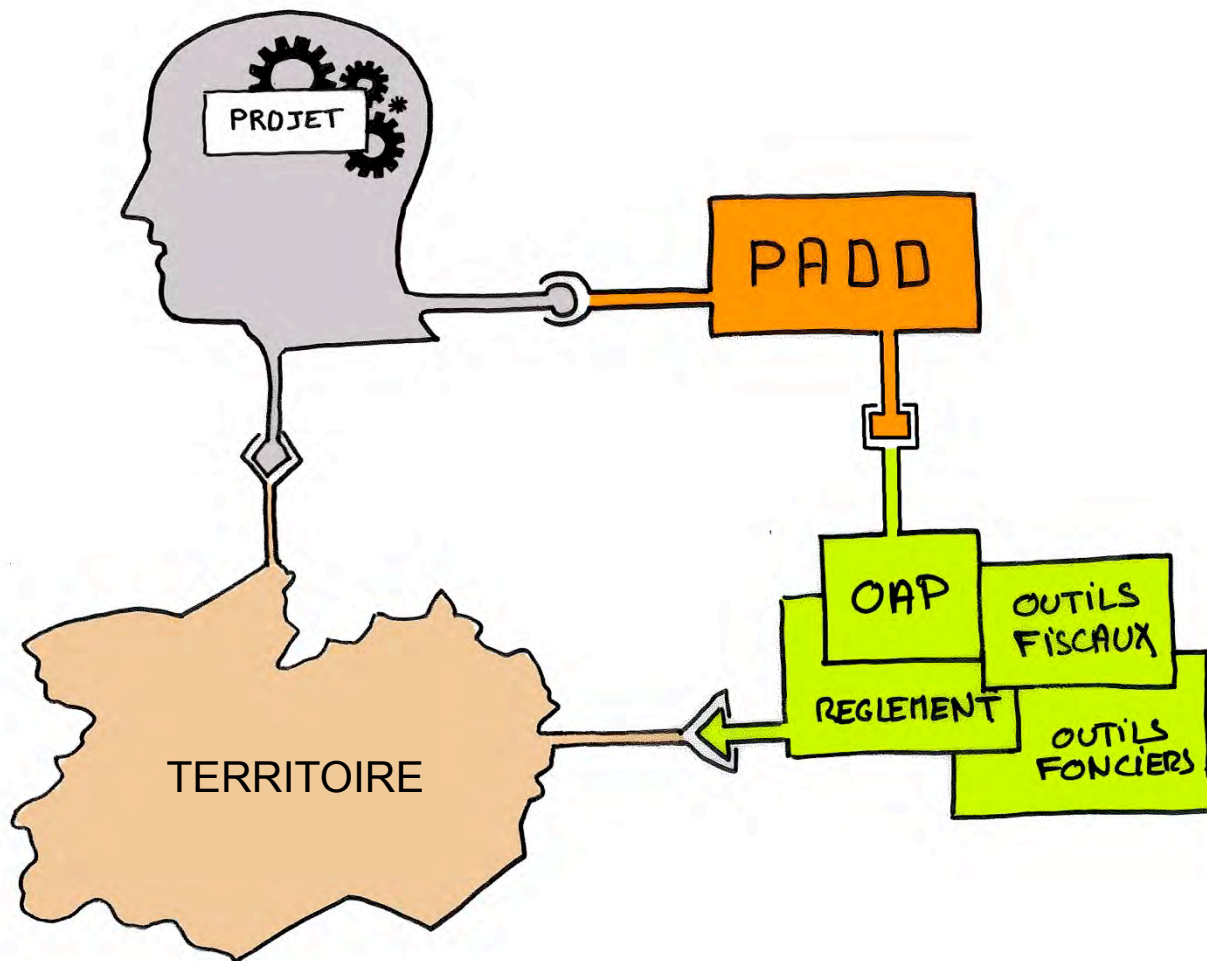 PROJET
PADD
OAP
OUTILS
FISCAUX
REGLEMENT
OUTILS
FONCIERS
TERRITOIRE